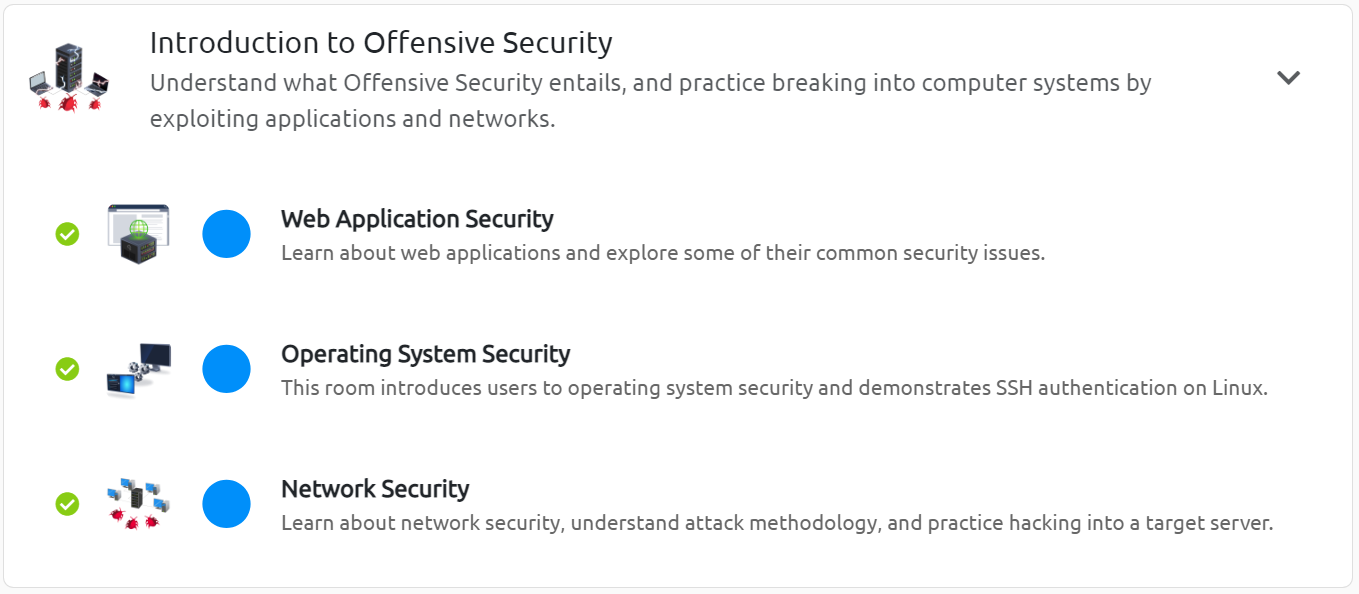 Introduction to Offensive Security
Understand what Offensive Security entails, and practice breaking into computer systems by
exploiting applications and networks.
Web Application Security
Learn about web applications and explore some of their common security issues.
Operating System Security
This room introduces users to operating system security and demonstrates SSH authentication on Linux.
Network Security
Learn about network security, understand attack methodology, and practice hacking into a target server.